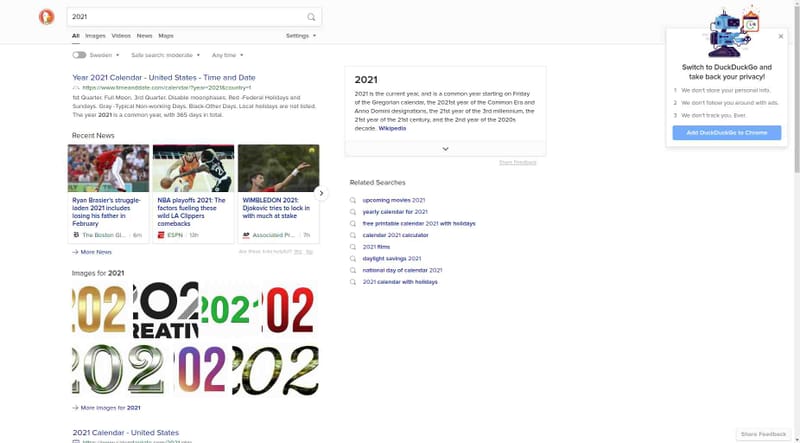 2021
All Images Videos News Maps Settings
Sweden Safe search: moderate Any time
Year 2021 Calendar - United States - Time and Date
https://www.timeanddate.com/calendar/?year=2021&country=1
1st Quarter. Full Moon. 3rd Quarter. Disable moonphases. Red -Federal Holidays and
Sundays. Gray -Typical Non-working Days. Black-Other Days. Local holidays are not listed.
The year 2021 is a common year, with 365 days in total.
Recent News
Ryan Brasier's struggle-
laden 2021 includes
losing his father in
February
The Boston Gl... · 6m
NBA playoffs 2021: The
factors fueling these
wild LA Clippers
comebacks
ESPN · 13h
WIMBLEDON 2021:
Djokovic tries to lock in
with much at stake
Associated Pr... · 7h
More News
Are these links helpful? Yes No
Images for 2021
202
202
CREATIV
2021
202
202
202
202
More Images for 2021
2021 Calendar - United States
2021
2021 is the current year, and is a common year starting on Friday
of the Gregorian calendar, the 2021st year of the Common Era and
Anno Domini designations, the 21st year of the 3rd millennium, the
21st year of the 21st century, and the 2nd year of the 2020s
decade. Wikipedia
Share Feedback
Related Searches
upcoming movies 2021
yearly calendar for 2021
free printable calendar 2021 with holidays
calendar 2021 calculator
2021 films
daylight savings 2021
national day of calendar 2021
2021 calendar with holidays
Switch to DuckDuckGo and
take back your privacy!
1 We don't store your personal info.
2 We don't follow you around with ads.
3 We don't track you. Ever.
Add DuckDuckGo to Chrome
Share Feedback